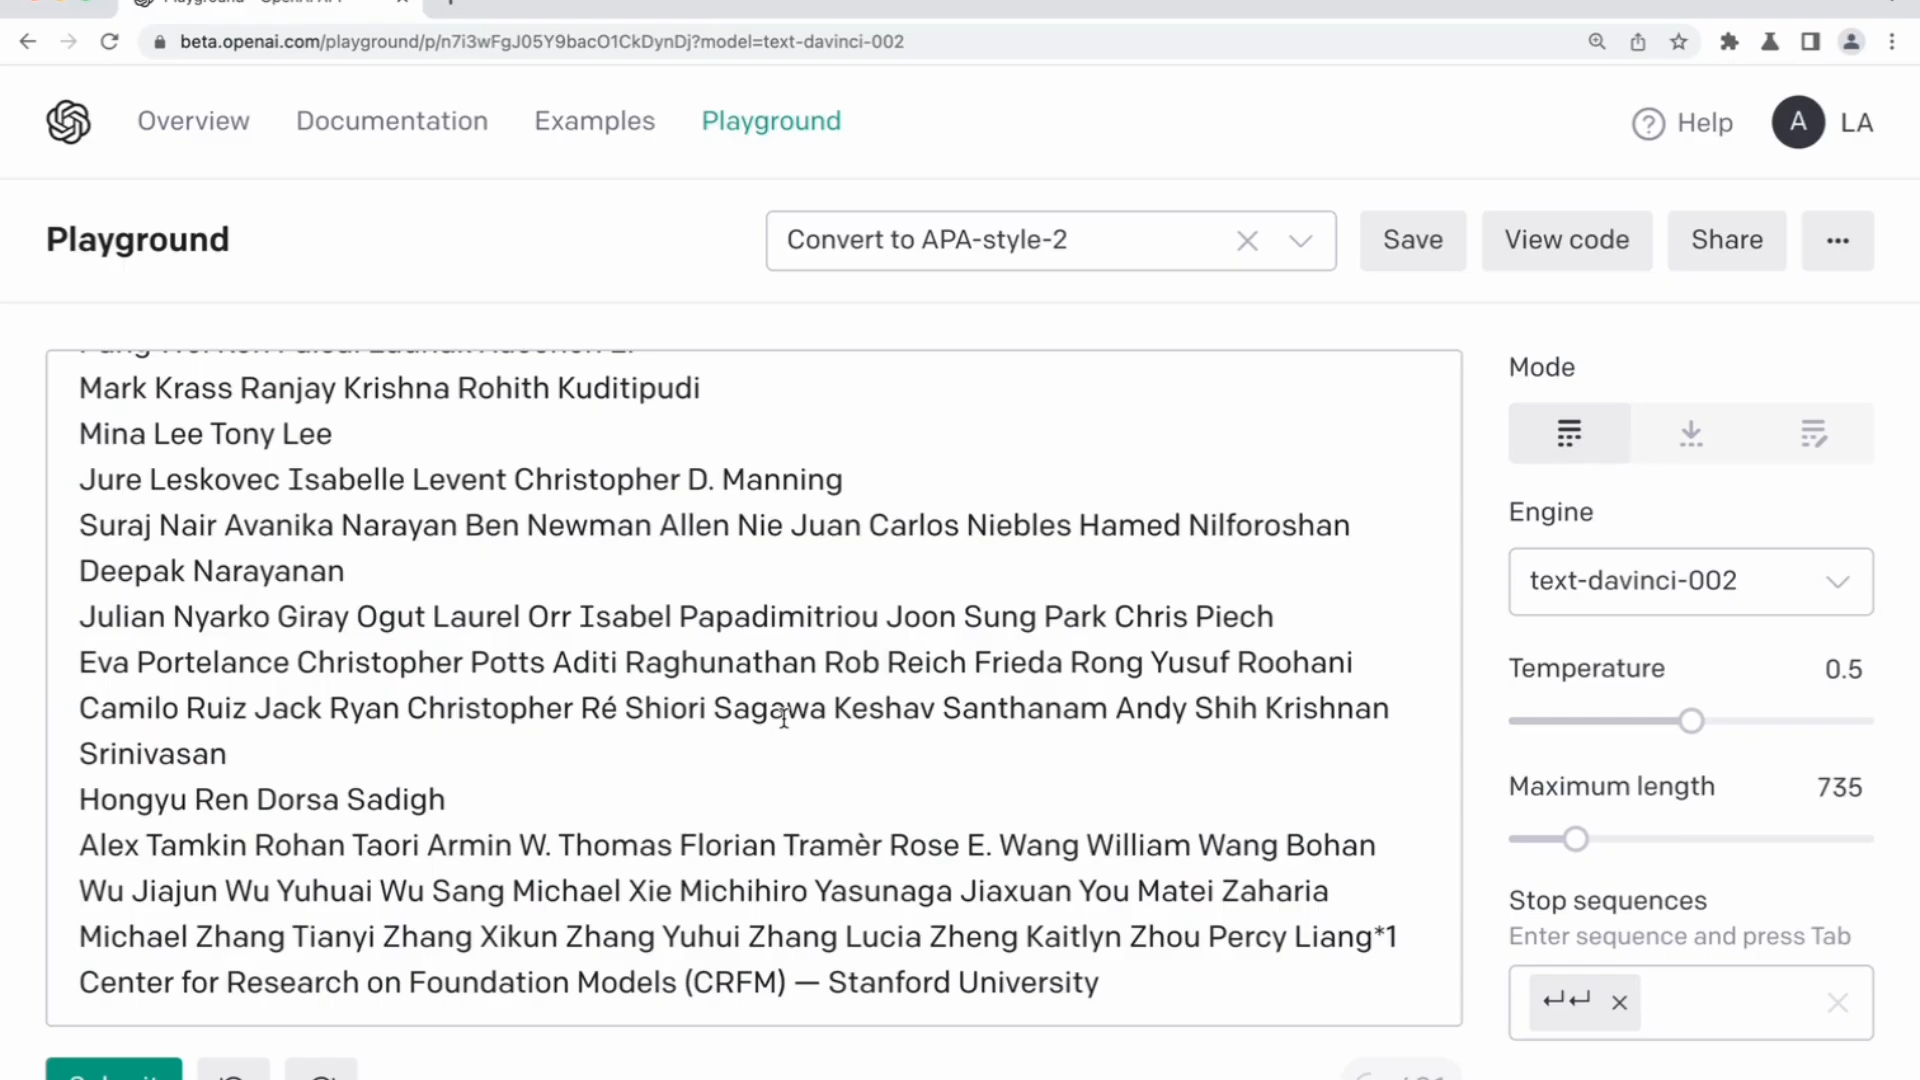 beta.openai.com/playground/p/n7i3wFgJ05Y9bacO1CkDynDj?model=text-davinci-002
Overview Documentation Examples Playground
Help A LA
Playground
Convert to APA-style-2
Save View code Share
Mark Krass Ranjay Krishna Rohith Kuditipudi
Mina Lee Tony Lee
Jure Leskovec Isabelle Levent Christopher D. Manning
Suraj Nair Avanika Narayan Ben Newman Allen Nie Juan Carlos Niebles Hamed Nilforoshan
Deepak Narayanan
Julian Nyarko Giray Ogut Laurel Orr Isabel Papadimitriou Joon Sung Park Chris Piech
Eva Portelance Christopher Potts Aditi Raghunathan Rob Reich Frieda Rong Yusuf Roohani
Camilo Ruiz Jack Ryan Christopher Ré Shiori Sagawa Keshav Santhanam Andy Shih Krishnan
Srinivasan
Hongyu Ren Dorsa Sadigh
Alex Tamkin Rohan Taori Armin W. Thomas Florian Tramèr Rose E. Wang William Wang Bohan
Wu Jiajun Wu Yuhuai Wu Sang Michael Xie Michihiro Yasunaga Jiaxuan You Matei Zaharia
Michael Zhang Tianyi Zhang Xikun Zhang Yuhui Zhang Lucia Zheng Kaitlyn Zhou Percy Liang*1
Center for Research on Foundation Models (CRFM) — Stanford University
Mode
Engine
text-davinci-002
Temperature 0.5
Maximum length 735
Stop sequences
Enter sequence and press Tab
↵↵